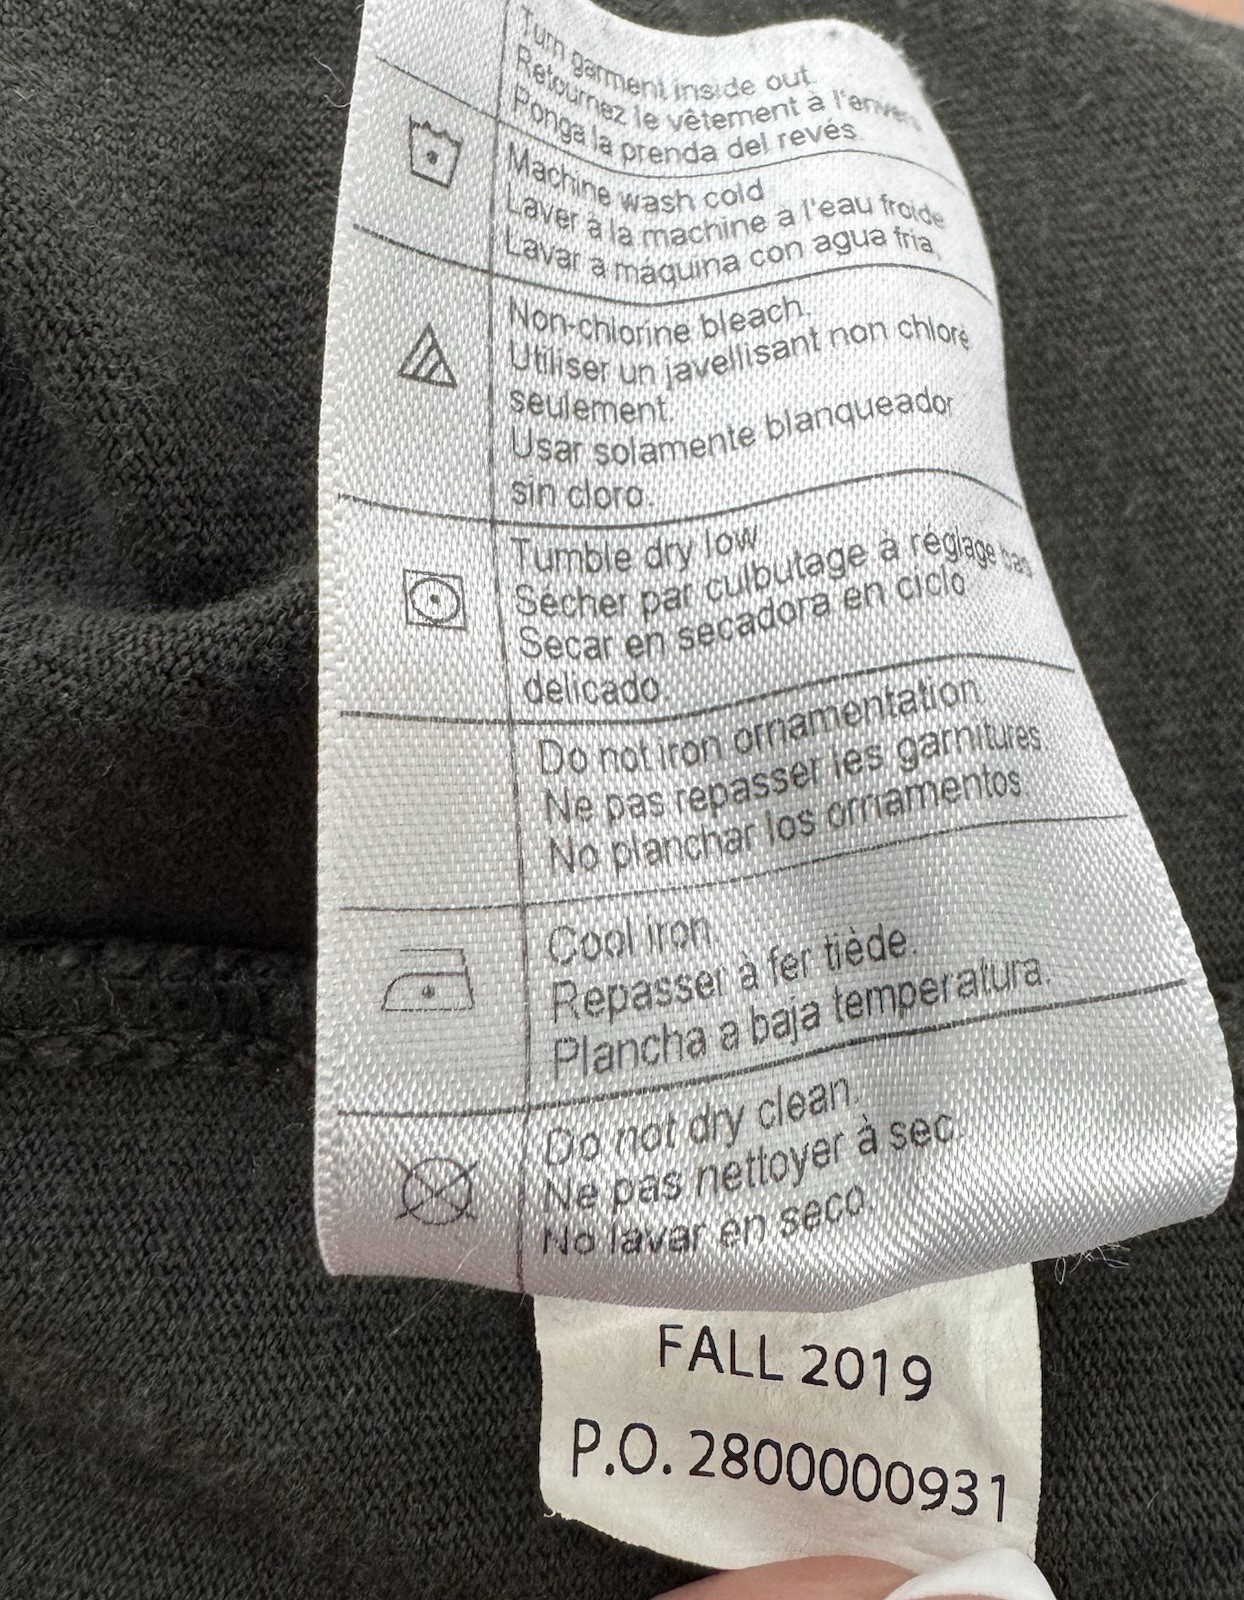 Turn garment inside out.
Retournez le vêtement à l'envers
Ponga la prenda del revés.
Machine wash cold
Laver à la machine à l'eau froide
Lavar a máquina con agua fría.
Non-chlorine bleach.
Utiliser un javellisant non chlore
seulement.
Usar solamente blanqueador
sin cloro.
Tumble dry low
Sécher par culbutage à réglage bas
Secar en secadora en ciclo
delicado
Do not iron ornamentation.
Ne pas repasser les garnitures.
No planchar los ornamentos.
Cool iron.
Repasser à fer tiède.
Plancha a baja temperatura.
Do not dry clean.
Ne pas nettoyer à sec.
No lavar en seco.
FALL 2019
P.O. 2800000931